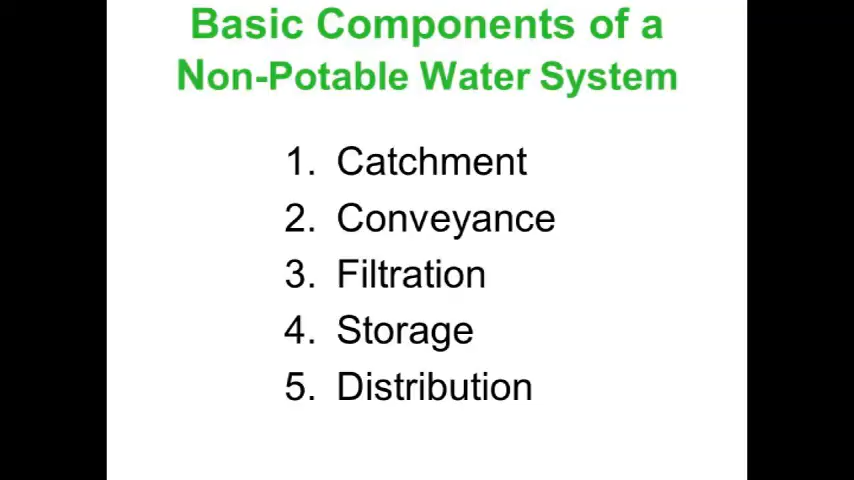 Basic Components of a
Non-Potable Water System
1. Catchment
2. Conveyance
3. Filtration
4. Storage
5. Distribution